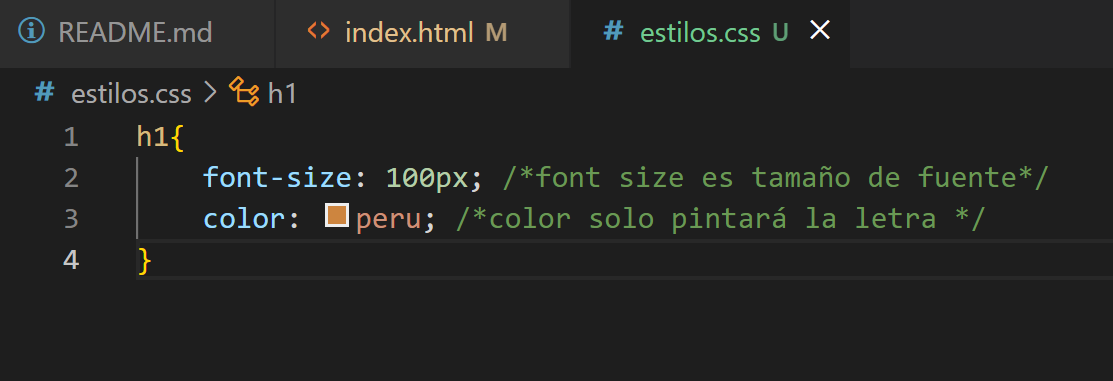 README.md index.html M estilos.css U
estilos.css > h1
1 h1{
2 font-size: 100px; /*font size es tamaño de fuente*/
3 color: peru; /*color solo pintará la letra */
4 }